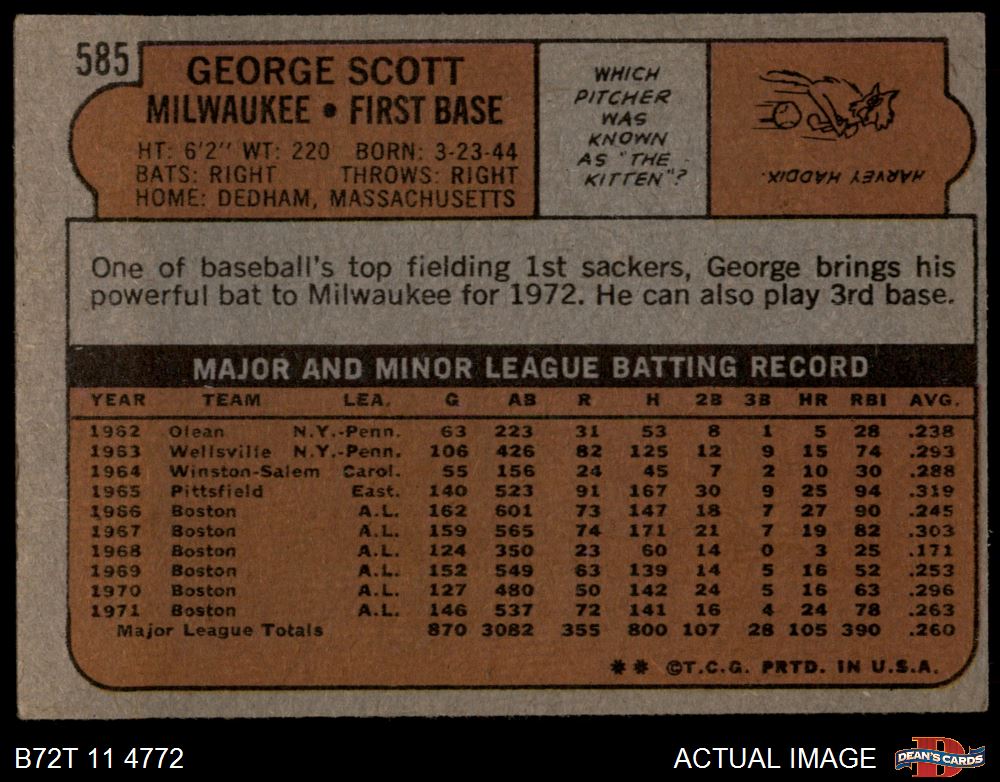 585
GEORGE SCOTT
MILWAUKEE • FIRST BASE
HT: 6'2" WT: 220 BORN: 3-23-44
BATS: RIGHT THROWS: RIGHT
HOME: DEDHAM, MASSACHUSETTS
WHICH
PITCHER
WAS
KNOWN
AS "THE
KITTEN"?
HARVEY HADDIX.
One of baseball's top fielding 1st sackers, George brings his
powerful bat to Milwaukee for 1972. He can also play 3rd base.
MAJOR AND MINOR LEAGUE BATTING RECORD
YEAR TEAM LEA. G AB R H 2B 3B HR RBI AVG.
1962 Olean N.Y.-Penn. 63 223 31 53 8 1 5 28 .238
1963 Wellsville N.Y.-Penn. 106 426 82 125 12 9 15 74 .293
1964 Winston-Salem Carol. 55 156 24 45 7 2 10 30 .288
1965 Pittsfield East. 140 523 91 167 30 9 25 94 .319
1966 Boston A.L. 162 601 73 147 18 7 27 90 .245
1967 Boston A.L. 159 565 74 171 21 7 19 82 .303
1968 Boston A.L. 124 350 23 60 14 0 3 25 .171
1969 Boston A.L. 152 549 63 139 14 5 16 52 .253
1970 Boston A.L. 127 480 50 142 24 5 16 63 .296
1971 Boston A.L. 146 537 72 141 16 4 24 78 .263
Major League Totals 870 3082 355 800 107 28 105 390 .260
** ©T.C.G. PRTD. IN U.S.A.
B72T 11 4772
ACTUAL IMAGE
D
DEAN'S CARDS